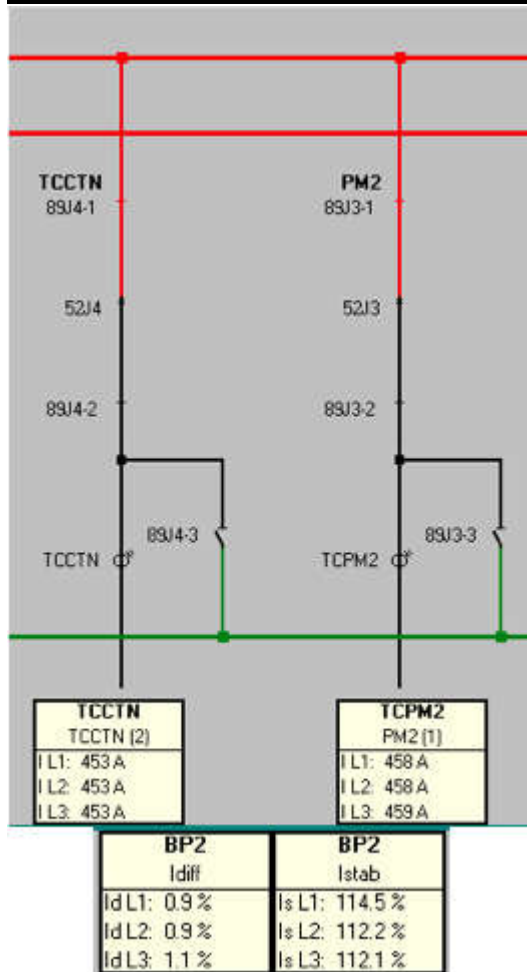 TCCTN
89J4-1
PM2
89J3-1
52J4
52J3
89J4-2
89J3-2
89J4-3
89J3-3
TCCTN
TCPM2
TCCTN
TCCTN (2)
I L1: 453 A
I L2: 453 A
I L3: 453 A
TCPM2
PM2 (1)
I L1: 458 A
I L2: 458 A
I L3: 459 A
BP2
Idiff
Id L1: 0.9 %
Id L2: 0.9 %
Id L3: 1.1 %
BP2
Istab
Is L1: 114.5 %
Is L2: 112.2 %
Is L3: 112.1 %